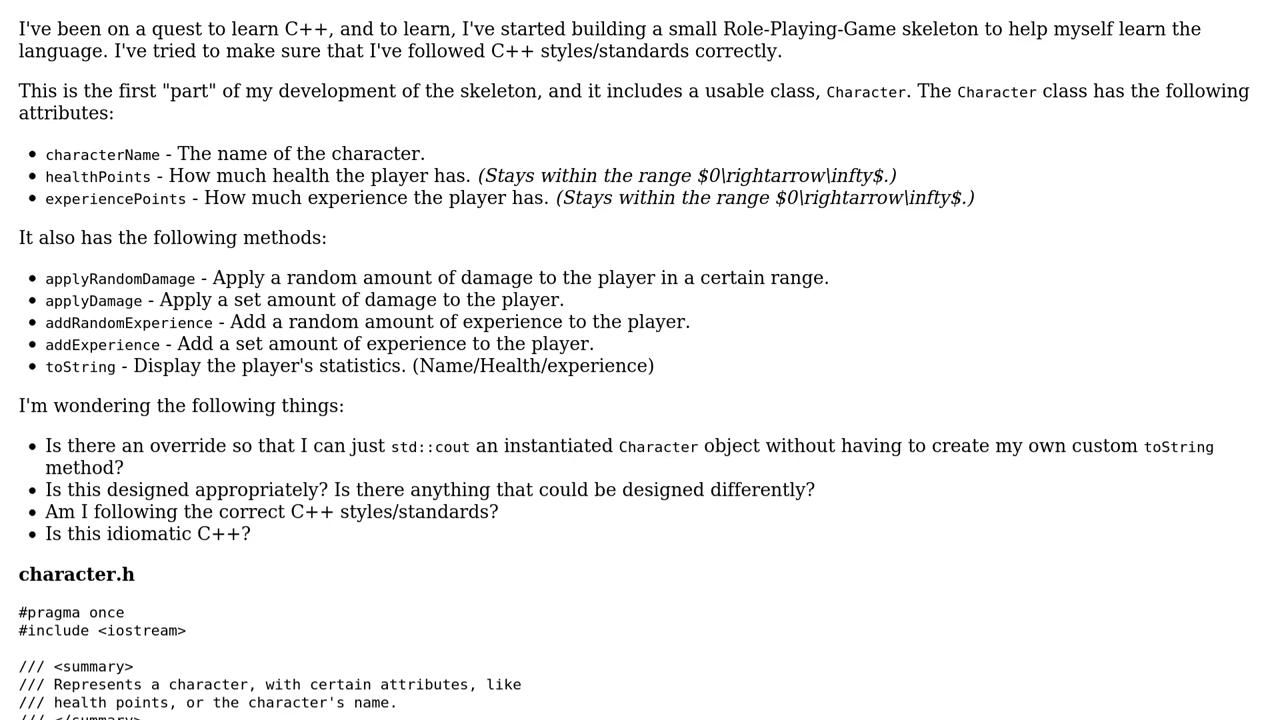 I've been on a quest to learn C++, and to learn, I've started building a small Role-Playing-Game skeleton to help myself learn the
language. I've tried to make sure that I've followed C++ styles/standards correctly.
This is the first "part" of my development of the skeleton, and it includes a usable class, Character. The Character class has the following
attributes:
• characterName - The name of the character.
• healthPoints - How much health the player has. (Stays within the range $0\rightarrow\infty$.)
• experiencePoints - How much experience the player has. (Stays within the range $0\rightarrow\infty$.)
It also has the following methods:
• applyRandomDamage - Apply a random amount of damage to the player in a certain range.
• applyDamage - Apply a set amount of damage to the player.
• addRandomExperience - Add a random amount of experience to the player.
• addExperience - Add a set amount of experience to the player.
• toString - Display the player's statistics. (Name/Health/experience)
I'm wondering the following things:
• Is there an override so that I can just std::cout an instantiated Character object without having to create my own custom toString
method?
• Is this designed appropriately? Is there anything that could be designed differently?
• Am I following the correct C++ styles/standards?
• Is this idiomatic C++?
character.h
#pragma once
#include <iostream>
/// <summary>
/// Represents a character, with certain attributes, like
/// health points, or the character's name.
/// </summary>